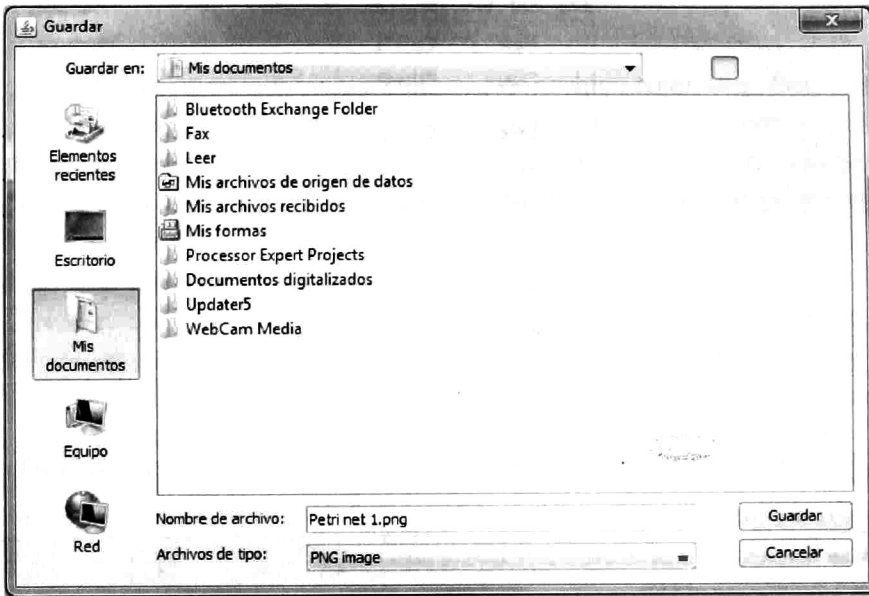 Guardar
Guardar en: Mis documentos
Elementos recientes
Escritorio
Mis documentos
Equipo
Red
Bluetooth Exchange Folder
Fax
Leer
Mis archivos de origen de datos
Mis archivos recibidos
Mis formas
Processor Expert Projects
Documentos digitalizados
Updater5
WebCam Media
Nombre de archivo: Petri net 1.png
Guardar
Archivos de tipo: PNG image
Cancelar